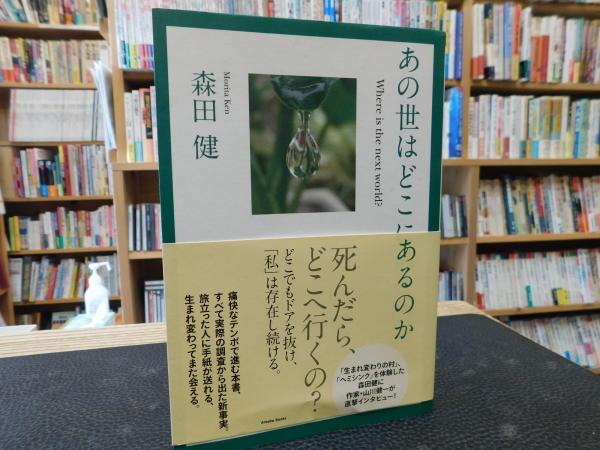 あの世はどこにあるのか
Where is the next world?
森田 健
Morita Ken
死んだら、
どこへ行くの?
どこでもドアを抜け、
「私」は存在し続ける。
痛快なテンポで進む本書、
すべて実際の調査から出た新事実。
旅立った人に手紙が送れる、
生まれ変わってまた会える。
「生まれ変わりの村」、
「ヘミシンク」を体験した
森田健に
作家・山川健一が
直撃インタビュー!
Ameba Books